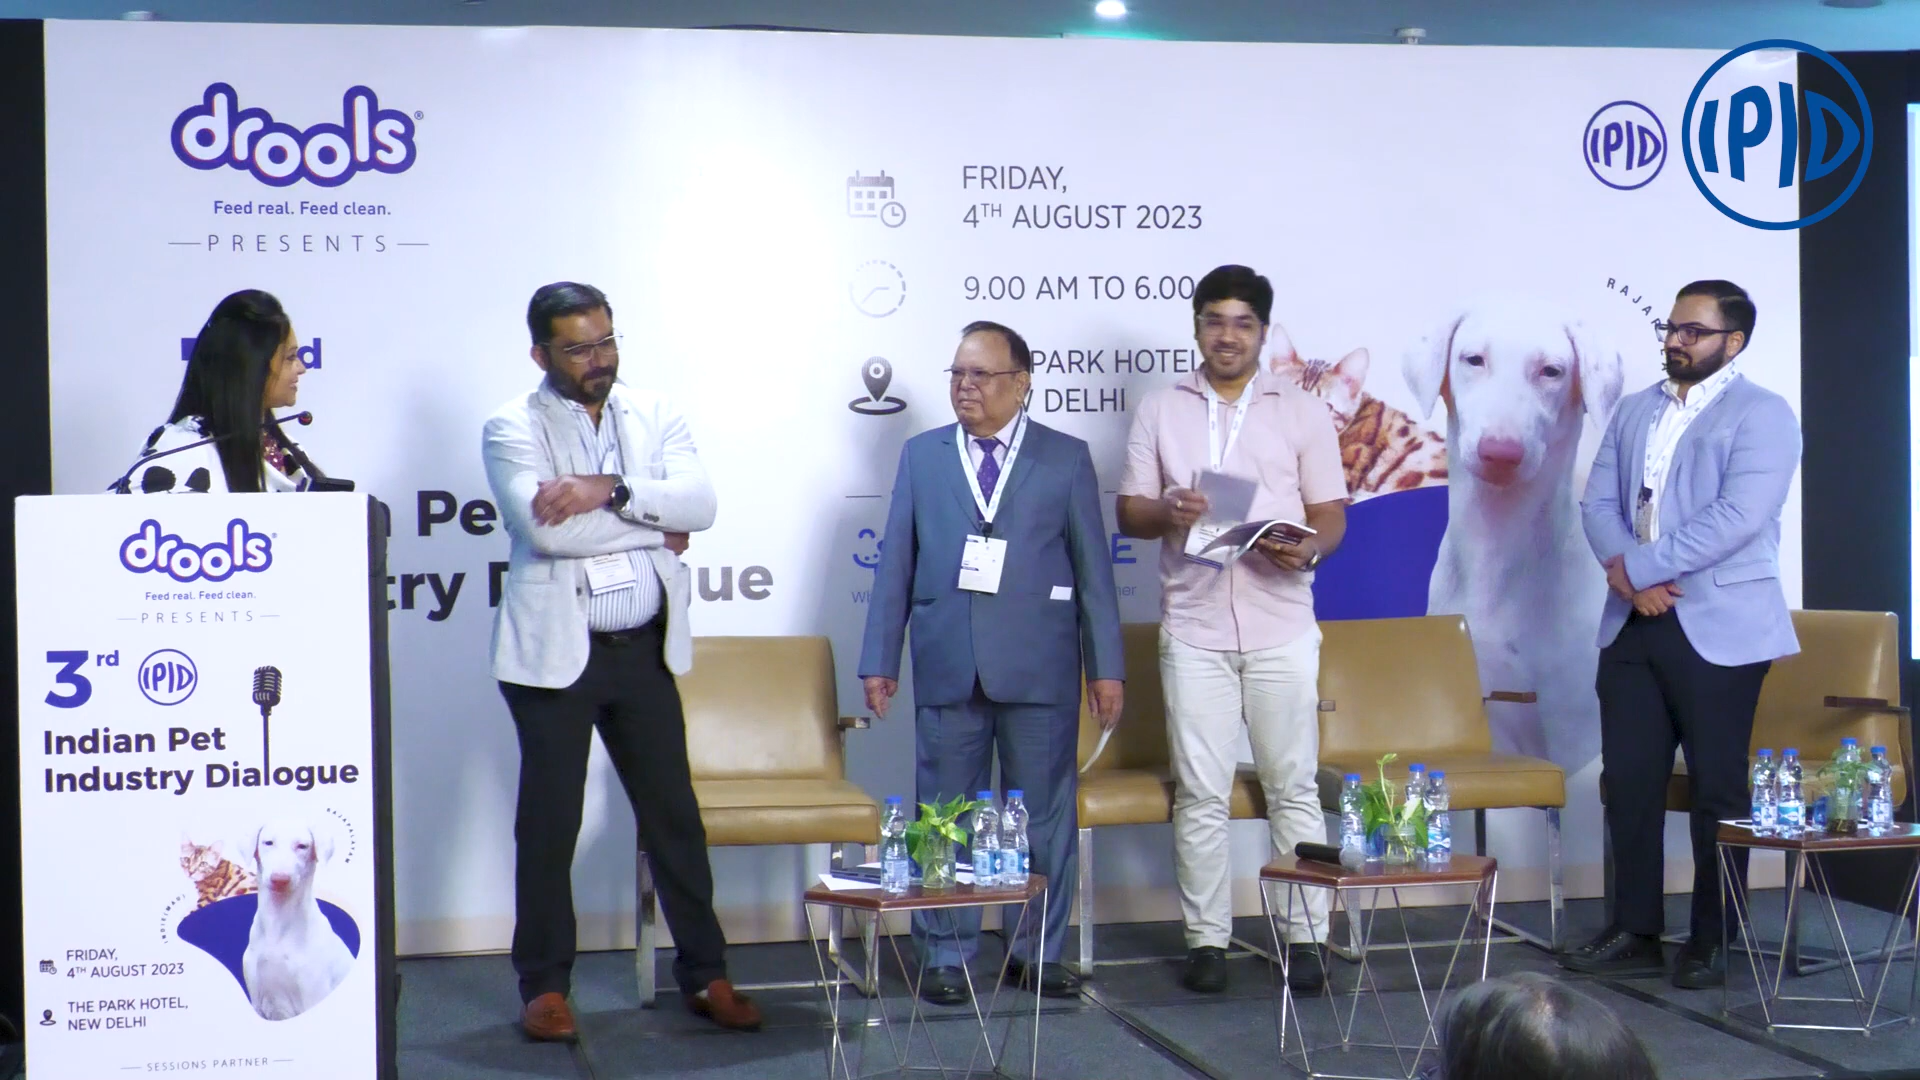 drools
Feed real. Feed clean.
PRESENTS
FRIDAY,
4TH AUGUST 2023
9.00 AM TO 6.00
PARK HOTEL
DELHI
IPID
IPID
drools
Feed real. Feed clean.
PRESENTS
3rd IPID
Indian Pet
Industry Dialogue
RAJAPALAYAM
FRIDAY,
4TH AUGUST 2023
THE PARK HOTEL,
NEW DELHI
SESSIONS PARTNER